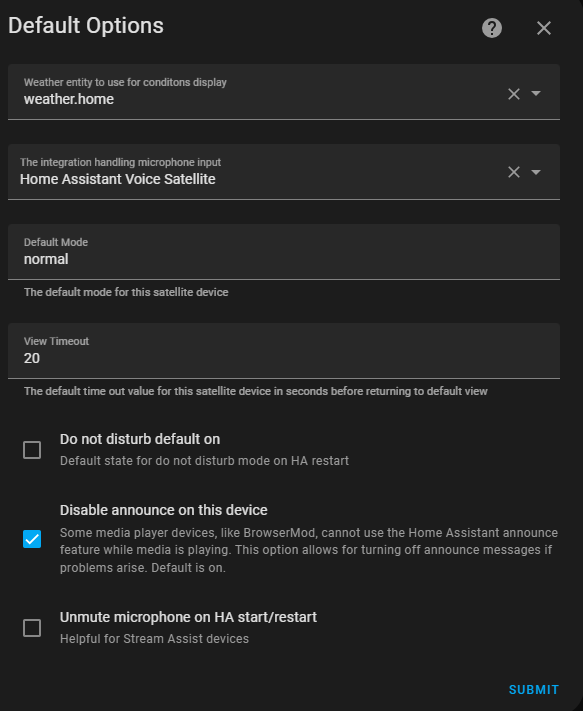 Default Options
Weather entity to use for conditons display
weather.home
The integration handling microphone input
Home Assistant Voice Satellite
Default Mode
normal
The default mode for this satellite device
View Timeout
20
The default time out value for this satellite device in seconds before returning to default view
Do not disturb default on
Default state for do not disturb mode on HA restart
Disable announce on this device
Some media player devices, like BrowserMod, cannot use the Home Assistant announce
feature while media is playing. This option allows for turning off announce messages if
problems arise. Default is on.
Unmute microphone on HA start/restart
Helpful for Stream Assist devices
SUBMIT